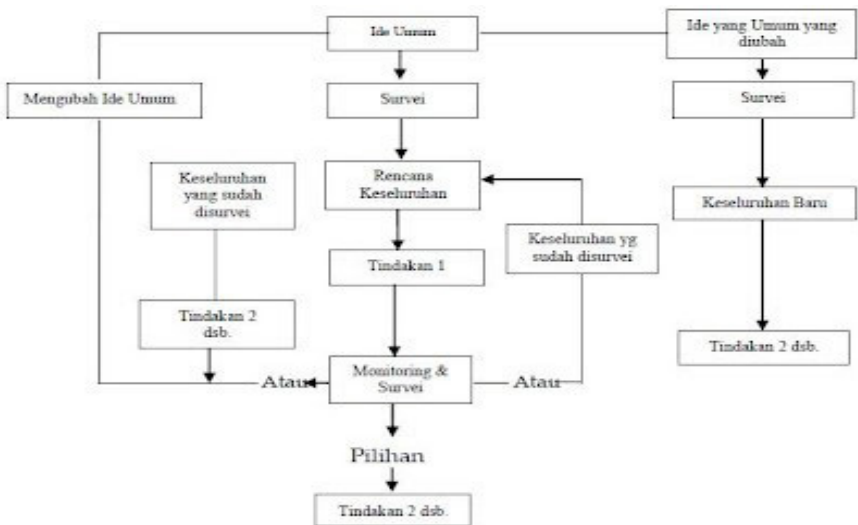 Ide Umum
Ide yang Umum yang
diubah
Mengubah Ide Umum
Survei
Survei
Keseluruhan
yang sudah
disurvei
Rencana
Keseluruhan
Keseluruhan Baru
Keseluruhan yg
sudah disurvei
Tindakan 1
Tindakan 2
dsb.
Tindakan 2 dsb.
Atau
Monitoring &
Survei
Atau
Pilihan
Tindakan 2 dsb.